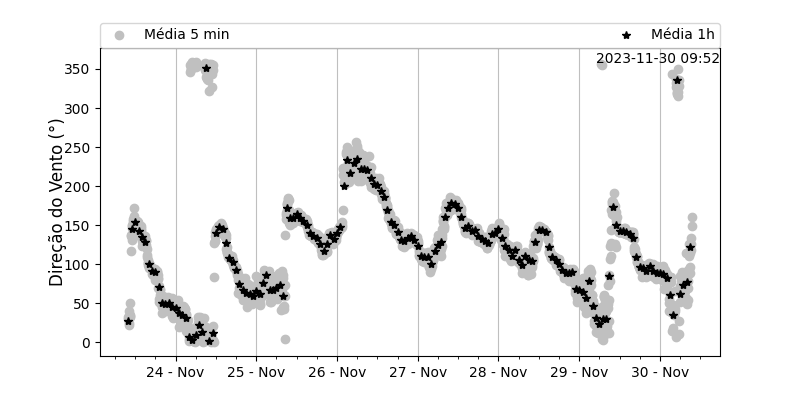 Média 5 min
Média 1h
2023-11-30 09:52
Direção do Vento (°)
350
300
250
200
150
100
50
0
24 - Nov
25 - Nov
26 - Nov
27 - Nov
28 - Nov
29 - Nov
30 - Nov